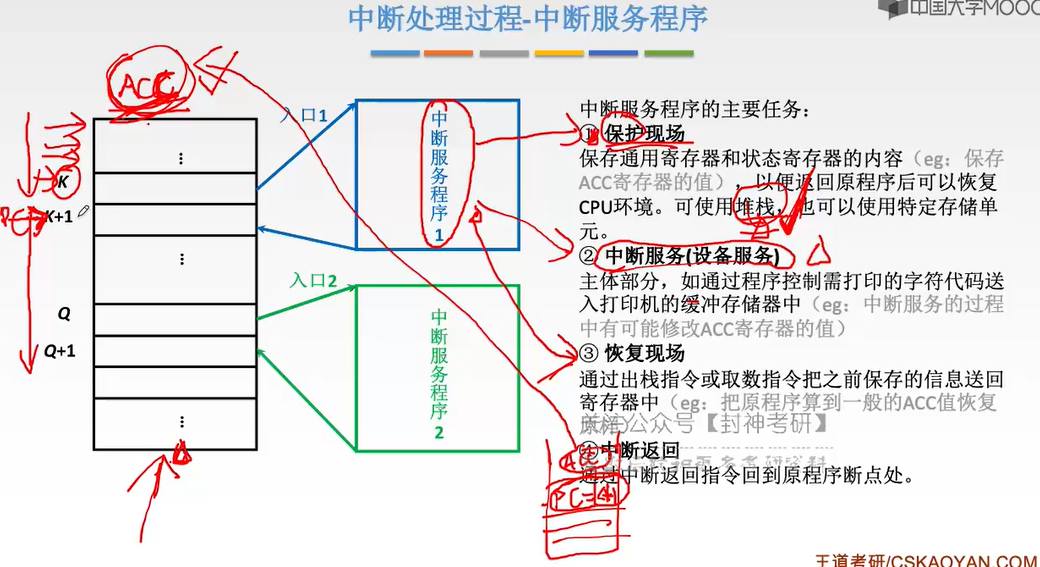 中断处理过程-中断服务程序
中国大学MOOC
ACC
⋮
K
PC
K+1
⋮
Q
Q+1
⋮
入口1
中断服务程序1
入口2
中断服务程序2
中断服务程序的主要任务：
① 保护现场
保存通用寄存器和状态寄存器的内容（eg：保存
ACC寄存器的值），以便返回原程序后可以恢复
CPU环境。可使用堆栈，也可以使用特定存储单
元。
② 中断服务(设备服务)
主体部分，如通过程序控制需打印的字符代码送
入打印机的缓冲存储器中（eg：中断服务的过程
中有可能修改ACC寄存器的值）
③ 恢复现场
通过出栈指令或取数指令把之前保存的信息送回
寄存器中（eg：把原程序算到一般的ACC值恢复
关注公众号【封神考研】
④中断返回
通过中断返回指令回到原程序断点处。
ACC
PC=
王道考研/CSKAOYAN.COM